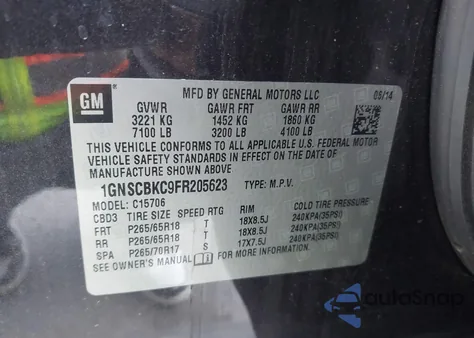 GM
MFD BY GENERAL MOTORS LLC
05/14
GVWR GAWR FRT GAWR RR
3221 KG 1452 KG 1860 KG
7100 LB 3200 LB 4100 LB
THIS VEHICLE CONFORMS TO ALL APPLICABLE U.S. FEDERAL MOTOR
VEHICLE SAFETY STANDARDS IN EFFECT ON THE DATE OF
MANUFACTURE SHOWN ABOVE.
1GNSCBKC9FR205623 TYPE: M.P.V.
MODEL: C15706
CBD3 TIRE SIZE SPEED RTG RIM COLD TIRE PRESSURE
FRT P265/65R18 T 18X8.5J 240KPA(35PSI)
RR P265/65R18 T 18X8.5J 240KPA(35PSI)
SPA P265/70R17 S 17X7.5J 240KPA(35PSI)
SEE OWNER'S MANUAL FOR MORE INFORMATION.
autoSnap